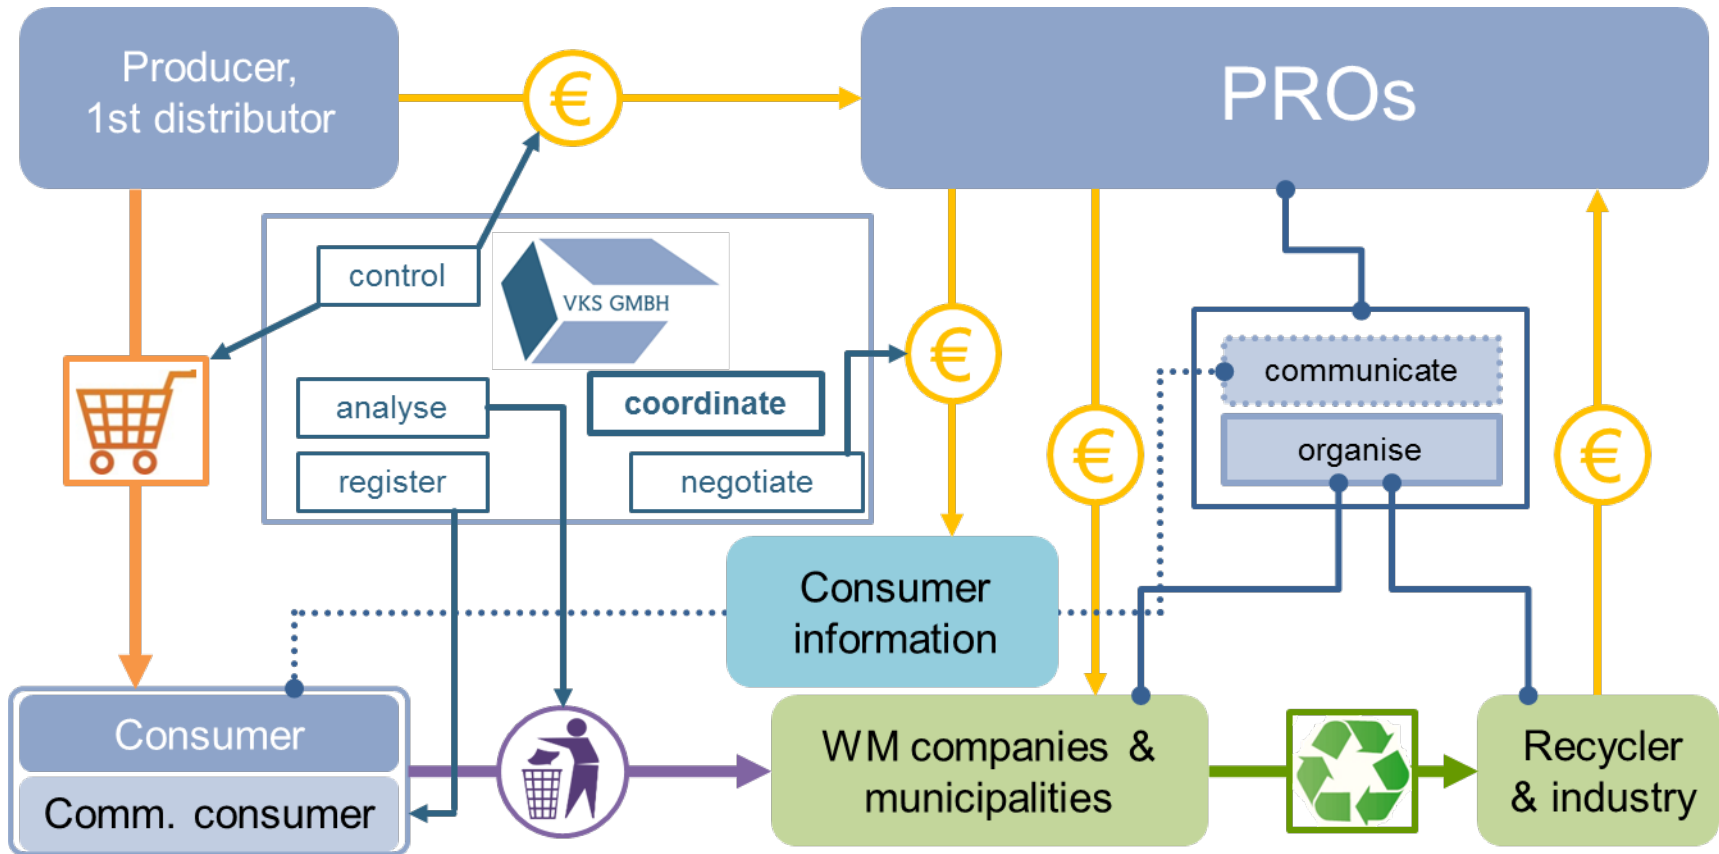 Producer,
1st distributor
€
PROs
control
VKS GMBH
€
communicate
analyse
coordinate
organise
€
€
register
negotiate
Consumer
information
Consumer
Comm. consumer
WM companies &
municipalities
Recycler
& industry